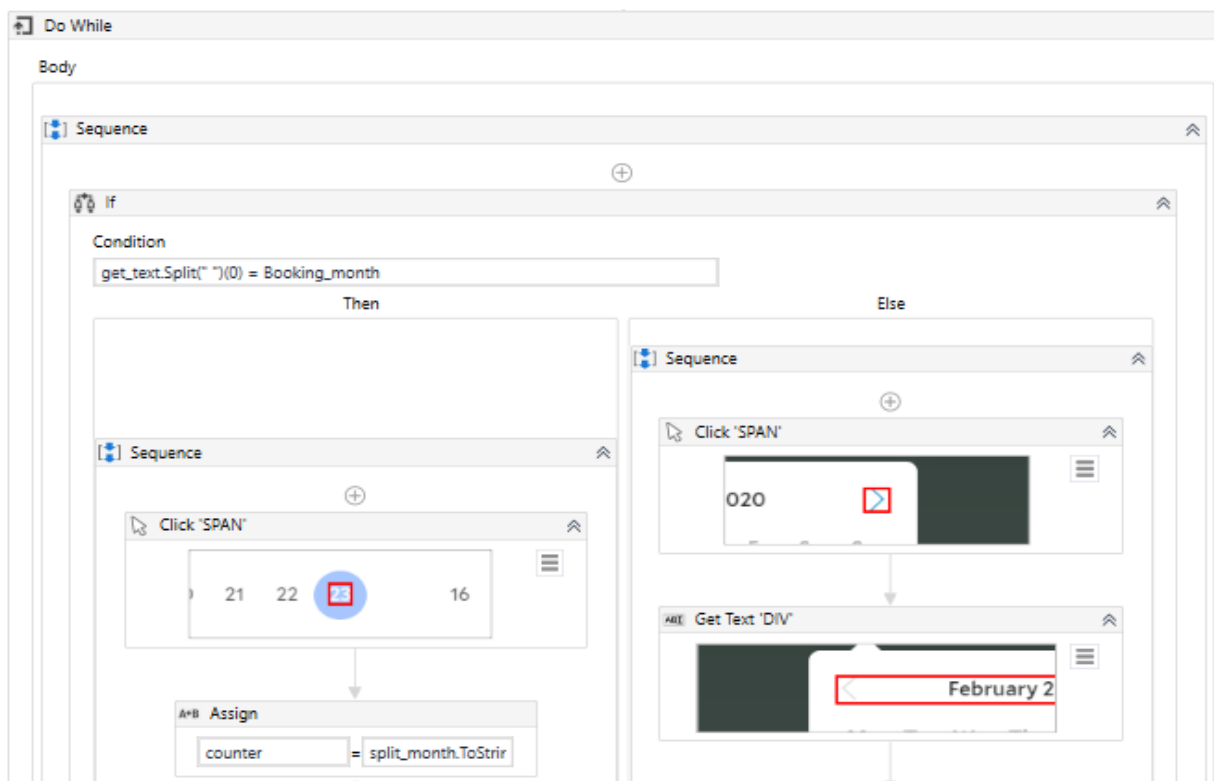 Do While
Body
Sequence
If
Condition
get_text.Split(" ")(0) = Booking_month
Then
Else
Sequence
Click 'SPAN'
020
Get Text 'DIV'
February 2
Sequence
Click 'SPAN'
21 22 23 16
A+B Assign
counter = split_month.ToStrir